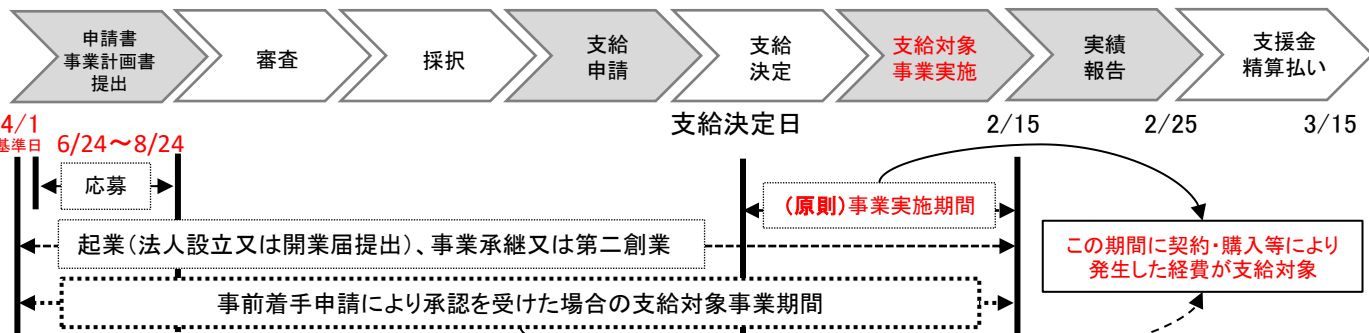 申請書
事業計画書
提出
審査
採択
支給
申請
支給
決定
支給対象
事業実施
実績
報告
支援金
精算払い
4/1
基準日
6/24～8/24
支給決定日
2/15
2/25
3/15
応募
(原則)事業実施期間
起業(法人設立又は開業届提出)、事業承継又は第二創業
この期間に契約・購入等により
発生した経費が支給対象
事前着手申請により承認を受けた場合の支給対象事業期間